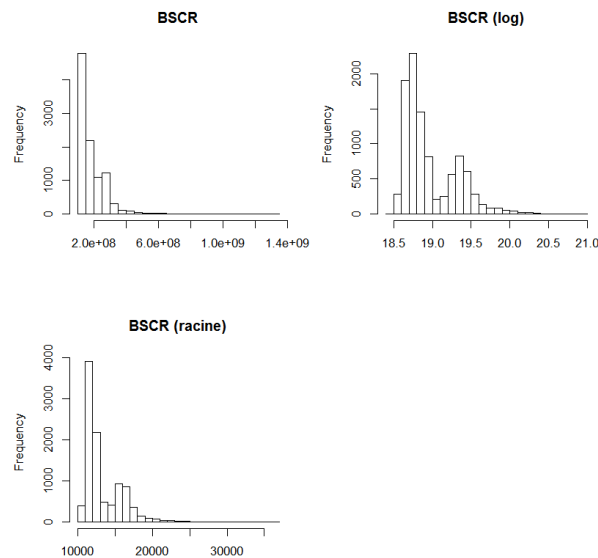 BSCR
Frequency
0
1000
3000
2.0e+08
6.0e+08
1.0e+09
1.4e+09
BSCR (log)
Frequency
0
500
1000
2000
18.5
19.0
19.5
20.0
20.5
21.0
BSCR (racine)
Frequency
0
1000
2000
3000
4000
10000
20000
30000